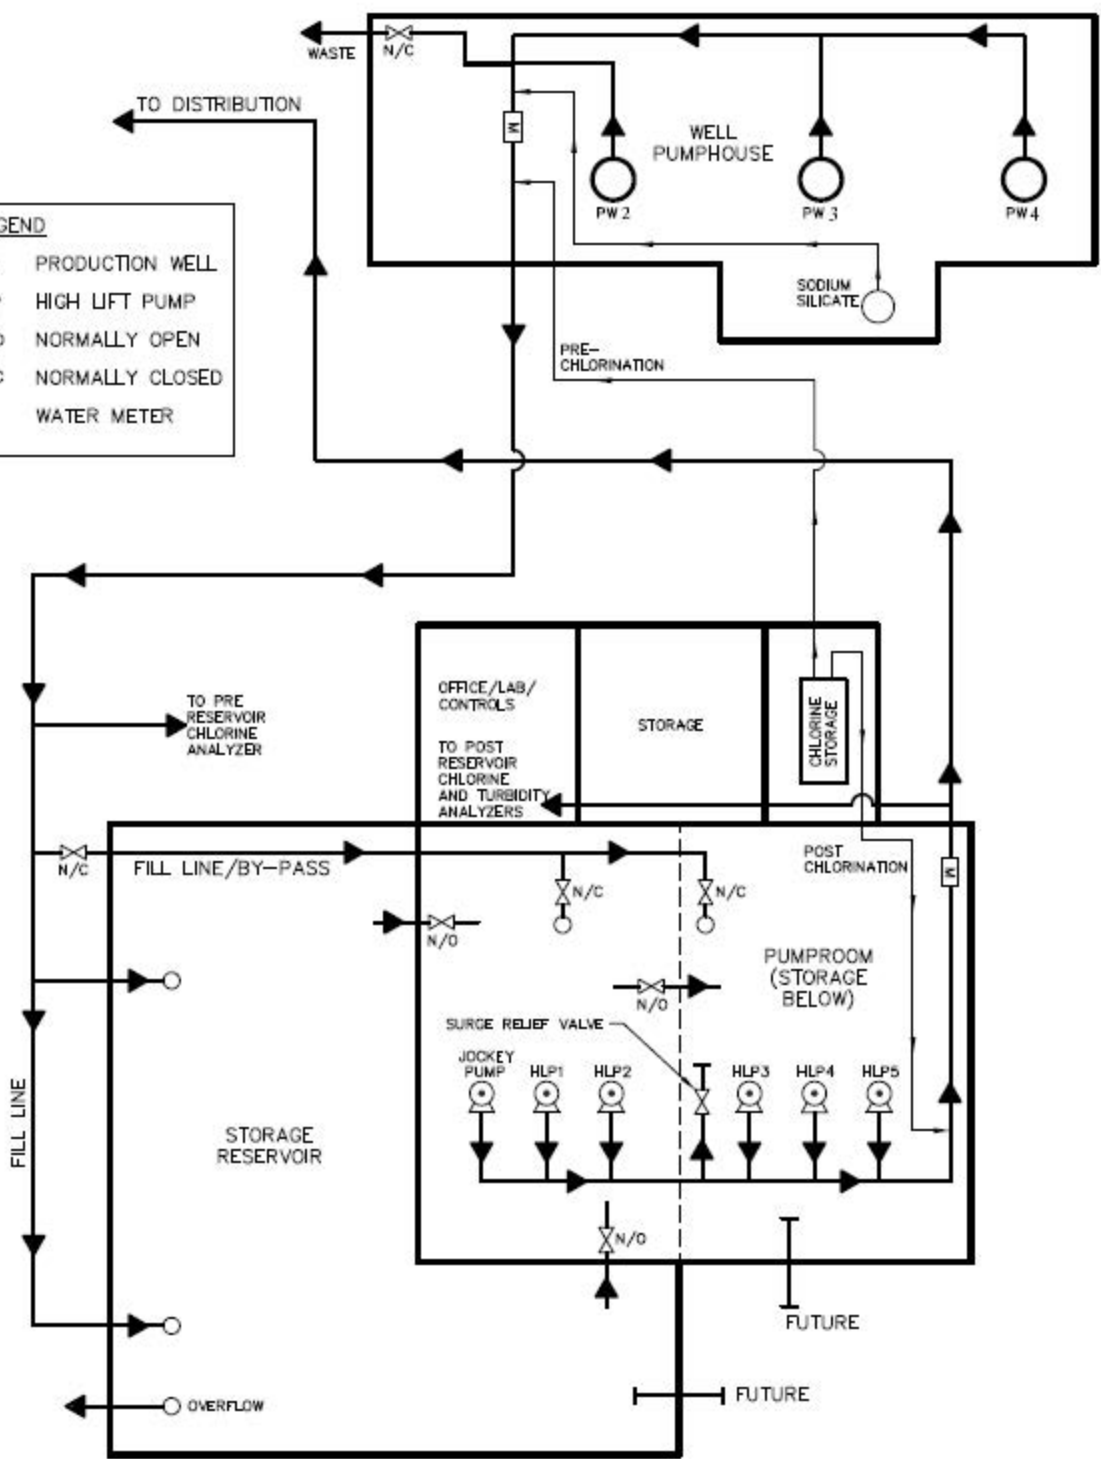 WASTE
N/C
TO DISTRIBUTION
M
WELL
PUMPHOUSE
PW 2
PW 3
PW 4
SODIUM
SILICATE
GEND
PRODUCTION WELL
HIGH LIFT PUMP
NORMALLY OPEN
NORMALLY CLOSED
WATER METER
PRE-
CHLORINATION
TO PRE
RESERVOIR
CHLORINE
ANALYZER
OFFICE/LAB/
CONTROLS
TO POST
RESERVOIR
CHLORINE
AND TURBIDITY
ANALYZERS
STORAGE
CHLORINE
STORAGE
N/C
FILL LINE/BY-PASS
N/C
N/C
POST
CHLORINATION
M
N/O
N/O
PUMPROOM
(STORAGE
BELOW)
SURGE RELIEF VALVE
JOCKEY
PUMP
HLP1
HLP2
HLP3
HLP4
HLP5
FILL LINE
STORAGE
RESERVOIR
N/O
FUTURE
FUTURE
OVERFLOW